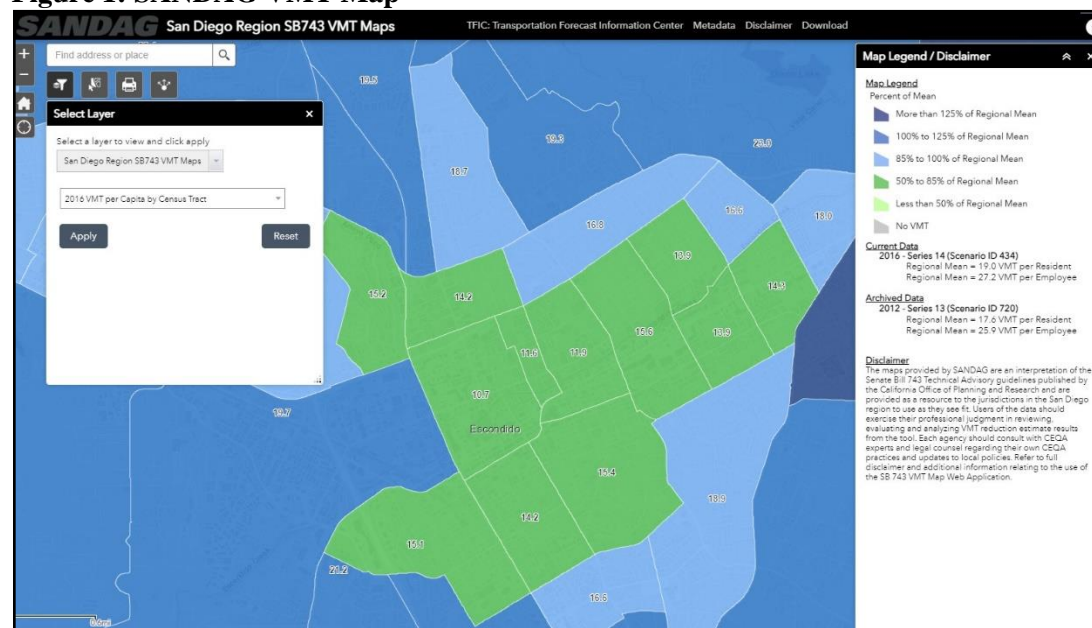 Figure 1: SANDAG VMT Map
SANDAG San Diego Region SB743 VMT Maps TFIC: Transportation Forecast Information Center Metadata Disclaimer Download
Find address or place
Select Layer
Select a layer to view and click apply
San Diego Region SB743 VMT Maps
2016 VMT per Capita by Census Tract
Apply Reset
19.5
19.3
23.0
18.7
16.8
16.6
18.0
13.9
14.3
15.2
14.2
15.6
13.9
11.6
11.9
10.7
19.7
Escondido
15.4
18.9
14.2
15.1
21.2
16.6
0.6mi
Map Legend / Disclaimer
Map Legend
Percent of Mean
More than 125% of Regional Mean
100% to 125% of Regional Mean
85% to 100% of Regional Mean
50% to 85% of Regional Mean
Less than 50% of Regional Mean
No VMT
Current Data
2016 - Series 14 (Scenario ID 434)
Regional Mean = 19.0 VMT per Resident
Regional Mean = 27.2 VMT per Employee
Archived Data
2012 - Series 13 (Scenario ID 720)
Regional Mean = 17.6 VMT per Resident
Regional Mean = 25.9 VMT per Employee
Disclaimer
The maps provided by SANDAG are an interpretation of the
Senate Bill 743 Technical Advisory guidelines published by
the California Office of Planning and Research and are
provided as a resource to the jurisdictions in the San Diego
region to use as they see fit. Users of the data should
exercise their professional judgment in reviewing,
evaluating and analyzing VMT reduction estimate results
from the tool. Each agency should consult with CEQA
experts and legal counsel regarding their own CEQA
practices and updates to local policies. Refer to full
disclaimer and additional information relating to the use of
the SB 743 VMT Map Web Application.